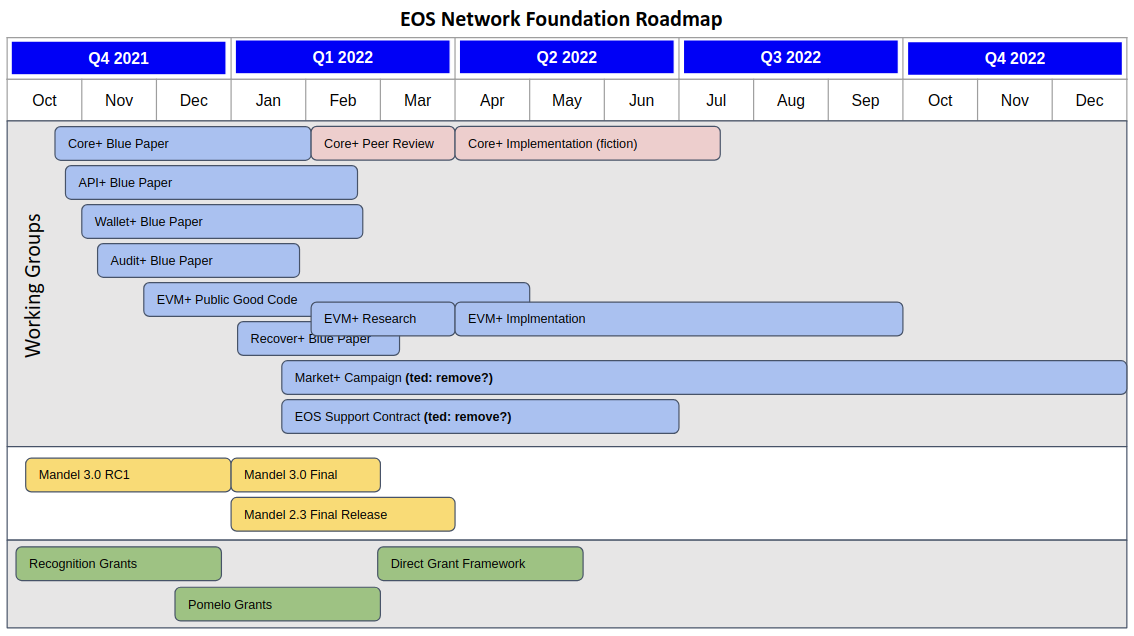 EOS Network Foundation Roadmap
Q4 2021 Q1 2022 Q2 2022 Q3 2022 Q4 2022
Oct Nov Dec Jan Feb Mar Apr May Jun Jul Aug Sep Oct Nov Dec
Working Groups
Core+ Blue Paper Core+ Peer Review Core+ Implementation (fiction)
API+ Blue Paper
Wallet+ Blue Paper
Audit+ Blue Paper
EVM+ Public Good Code
EVM+ Research EVM+ Implmentation
Recover+ Blue Paper
Market+ Campaign (ted: remove?)
EOS Support Contract (ted: remove?)
Mandel 3.0 RC1 Mandel 3.0 Final
Mandel 2.3 Final Release
Recognition Grants Direct Grant Framework
Pomelo Grants